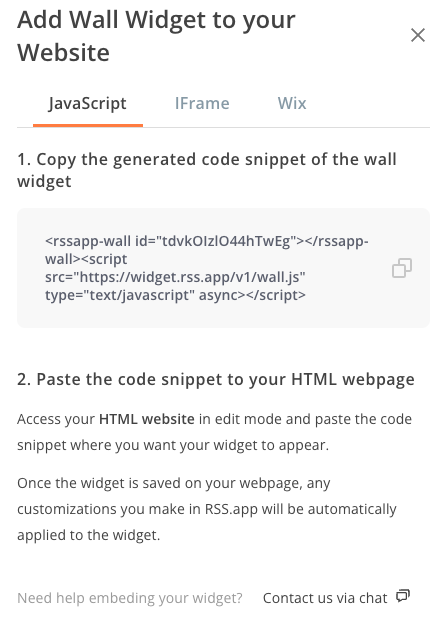 Add Wall Widget to your
Website
JavaScript
IFrame
Wix
1. Copy the generated code snippet of the wall
widget
<rssapp-wall id="tdvkOIzlO44hTwEg"></rssapp-
wall><script
src="https://widget.rss.app/v1/wall.js"
type="text/javascript" async></script>
2. Paste the code snippet to your HTML webpage
Access your HTML website in edit mode and paste the code
snippet where you want your widget to appear.
Once the widget is saved on your webpage, any
customizations you make in RSS.app will be automatically
applied to the widget.
Need help embeding your widget? Contact us via chat